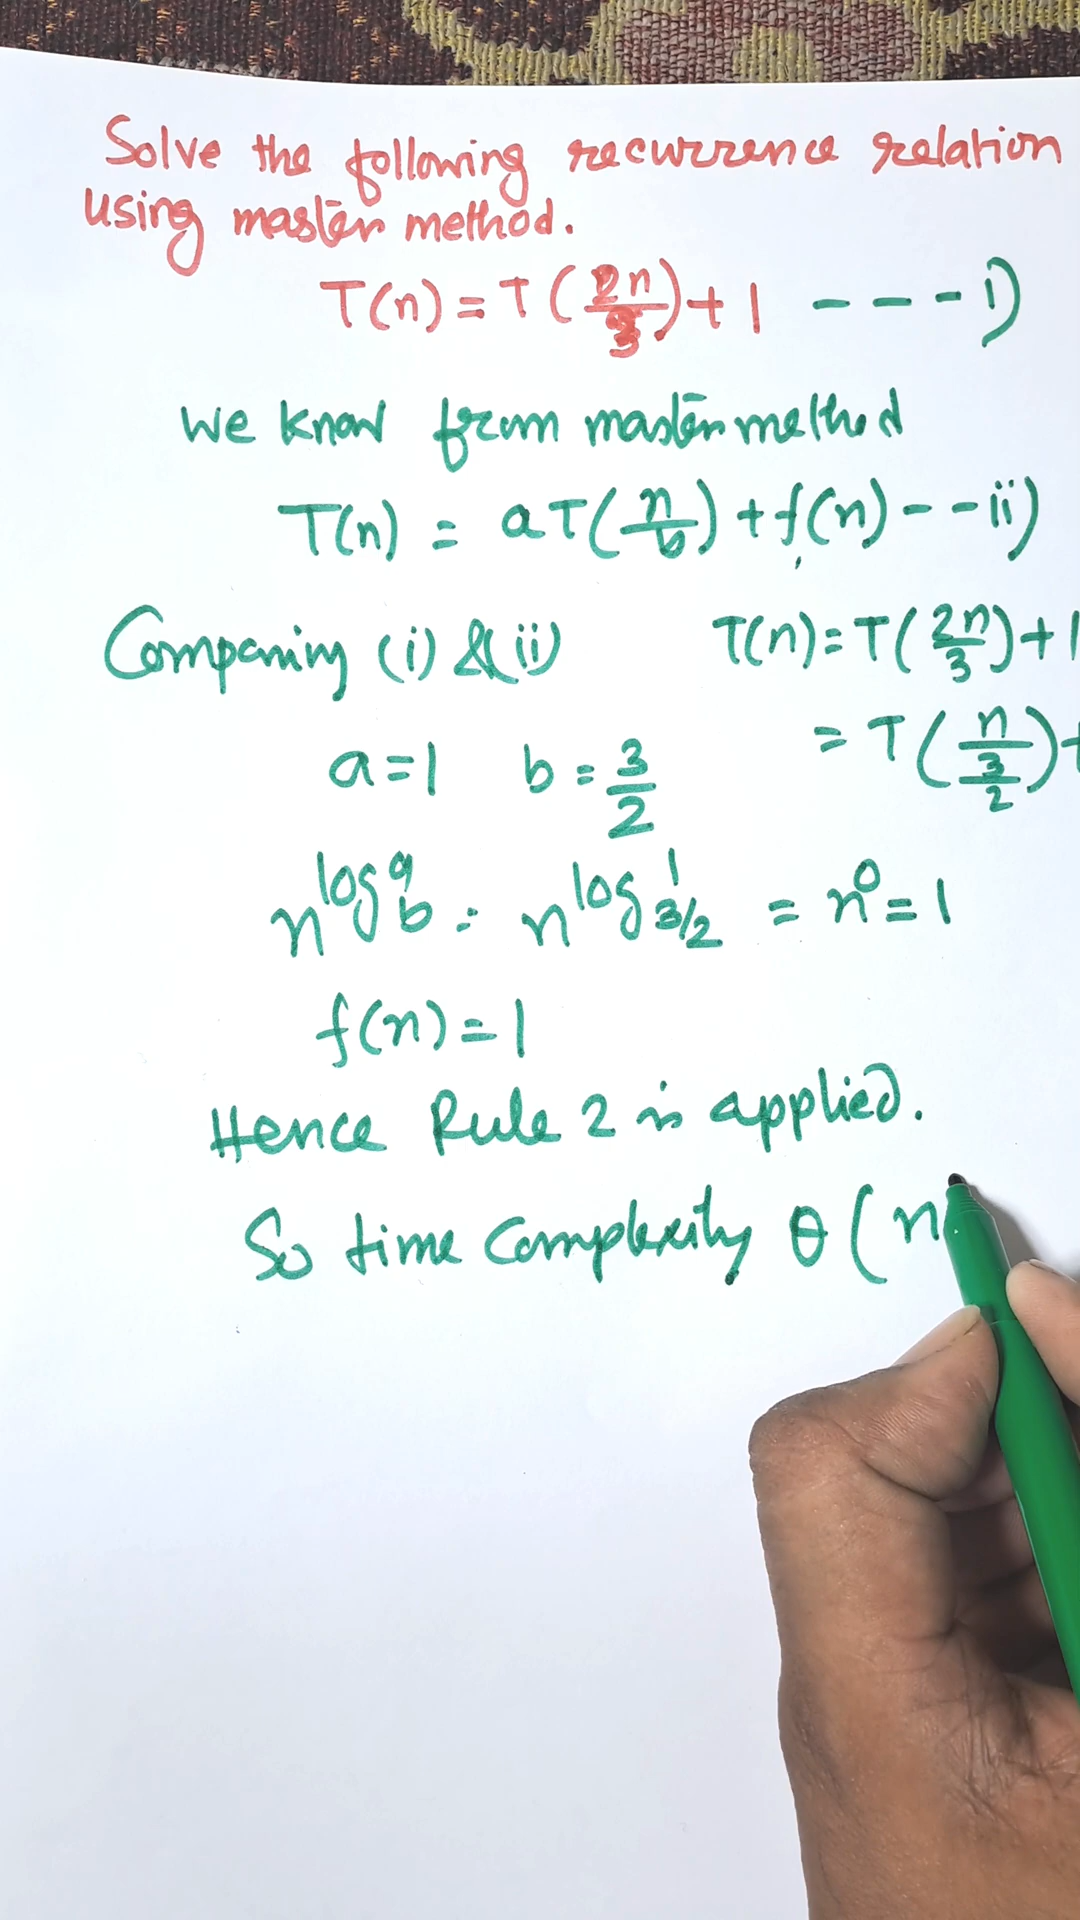 Solve the following recurrence relation
using master method.
T(n) = T(2n/3) + 1 - - - i)
We know from master method
T(n) = aT(n/b) + f(n) - - ii)
Comparing (i) & (ii)
T(n) = T(2n/3) + 1
a = 1 b = 3/2
= T(n/(3/2)) +
n^log_b a = n^log_3/2 1 = n^0 = 1
f(n) = 1
Hence Rule 2 is applied.
So time complexity θ(n